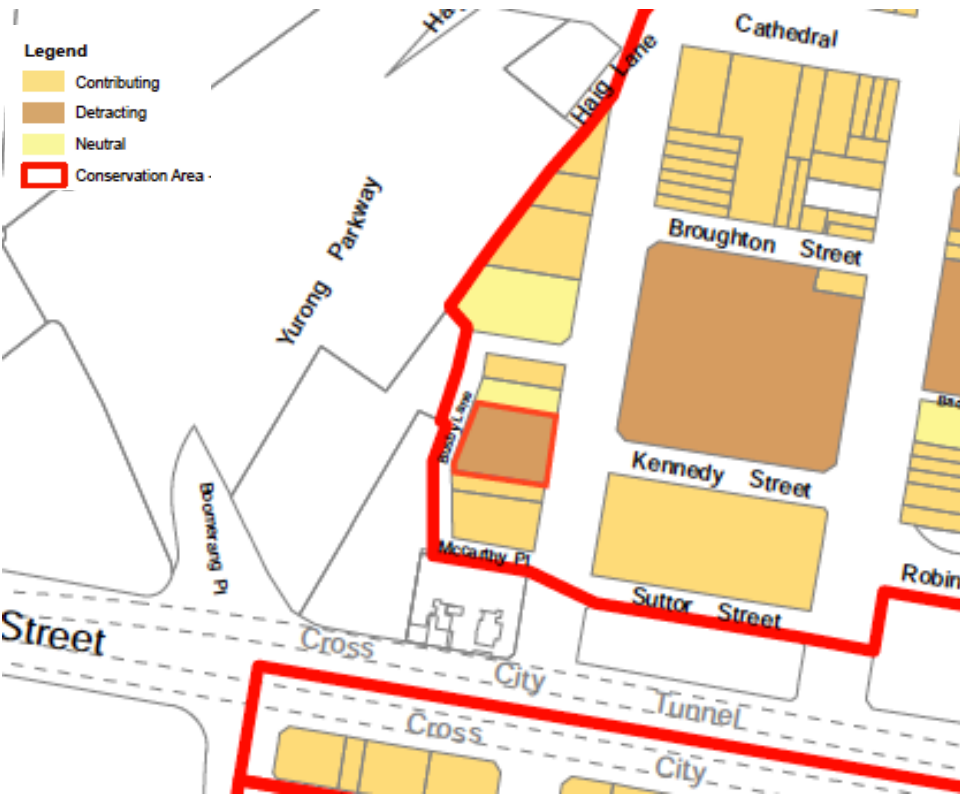 Legend
Contributing
Detracting
Neutral
Conservation Area -
Haig Lane
Cathedral
Yurong Parkway
Broughton Street
Busby Lane
Kennedy Street
Boomerang Pl
Mccarthy Pl
Suttor Street
Robin
Street
Cross City Tunnel
Cross City